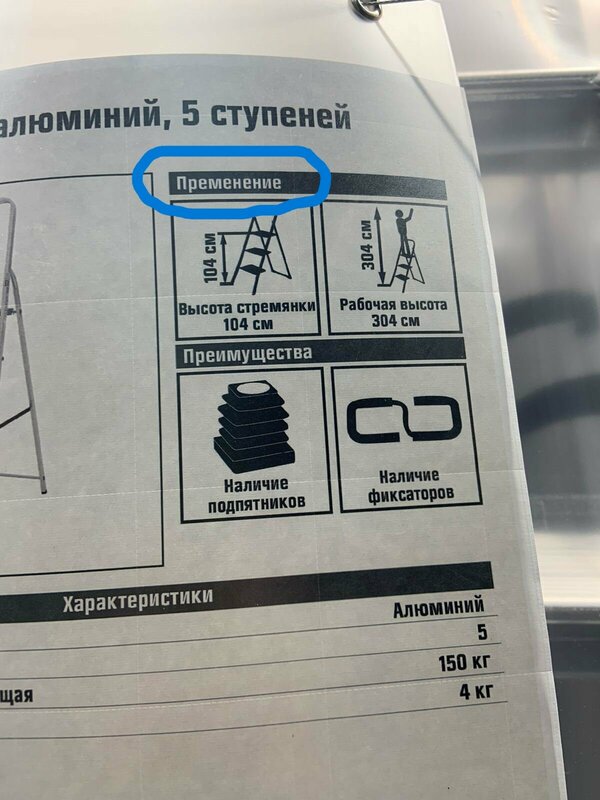 алюминий, 5 ступеней
Пременение
104 см
304 см
Высота стремянки
104 см
Рабочая высота
304 см
Преимущества
Наличие
подпятников
Наличие
фиксаторов
Характеристики
Алюминий
5
150 кг
щая 4 кг